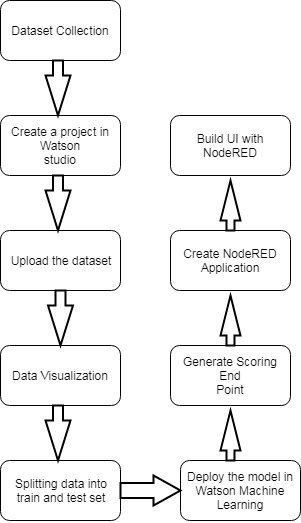 Dataset Collection
Create a project in
Watson
studio
Upload the dataset
Data Visualization
Splitting data into
train and test set
Deploy the model in
Watson Machine
Learning
Generate Scoring
End
Point
Create NodeRED
Application
Build UI with
NodeRED